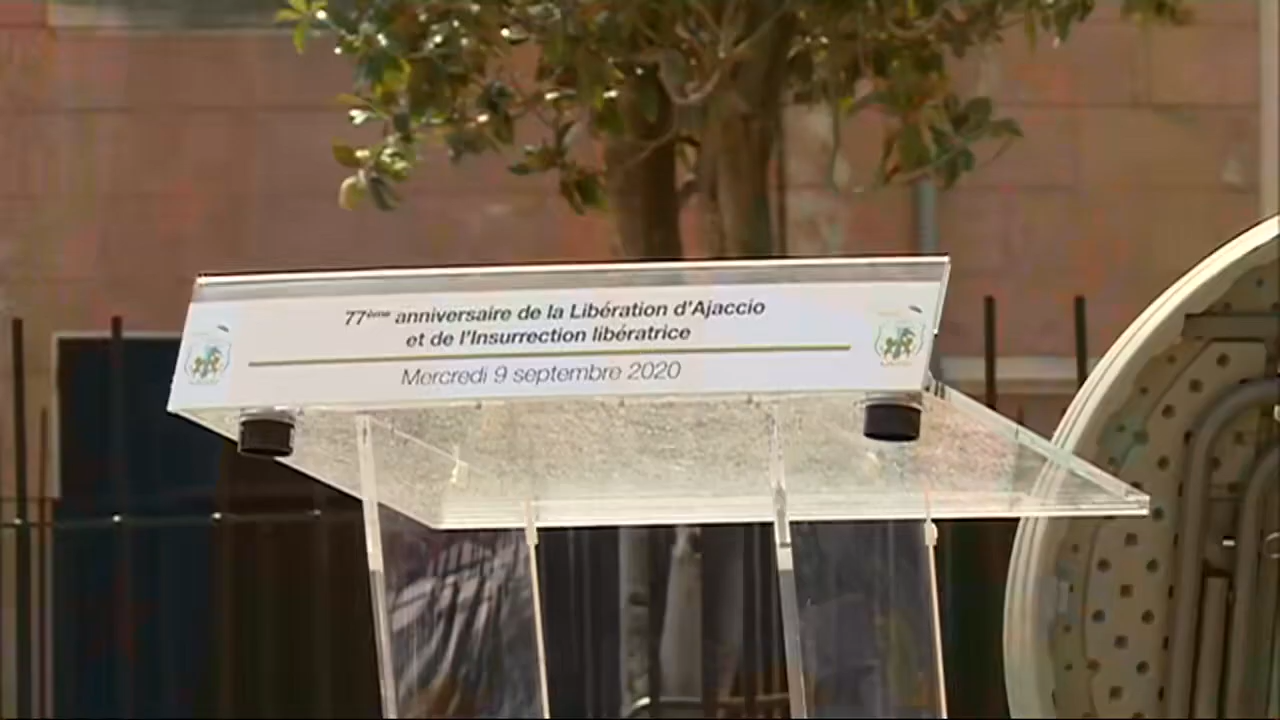 77ème anniversaire de la Libération d'Ajaccio
et de l'Insurrection libératrice
Mercredi 9 septembre 2020